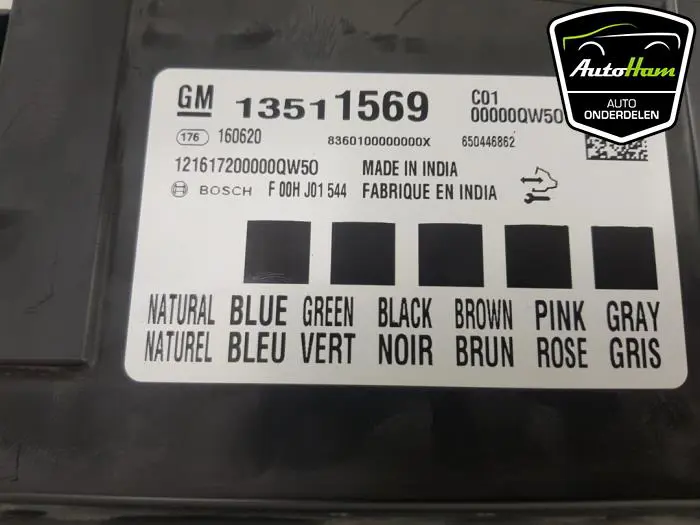 GM 13511569 C01
00000QW50
176 160620 8360100000000X 650446862
121617200000QW50 MADE IN INDIA
BOSCH F 00H J01 544 FABRIQUE EN INDIA
NATURAL BLUE GREEN BLACK BROWN PINK GRAY
NATUREL BLEU VERT NOIR BRUN ROSE GRIS
AutoHam
AUTO
ONDERDELEN